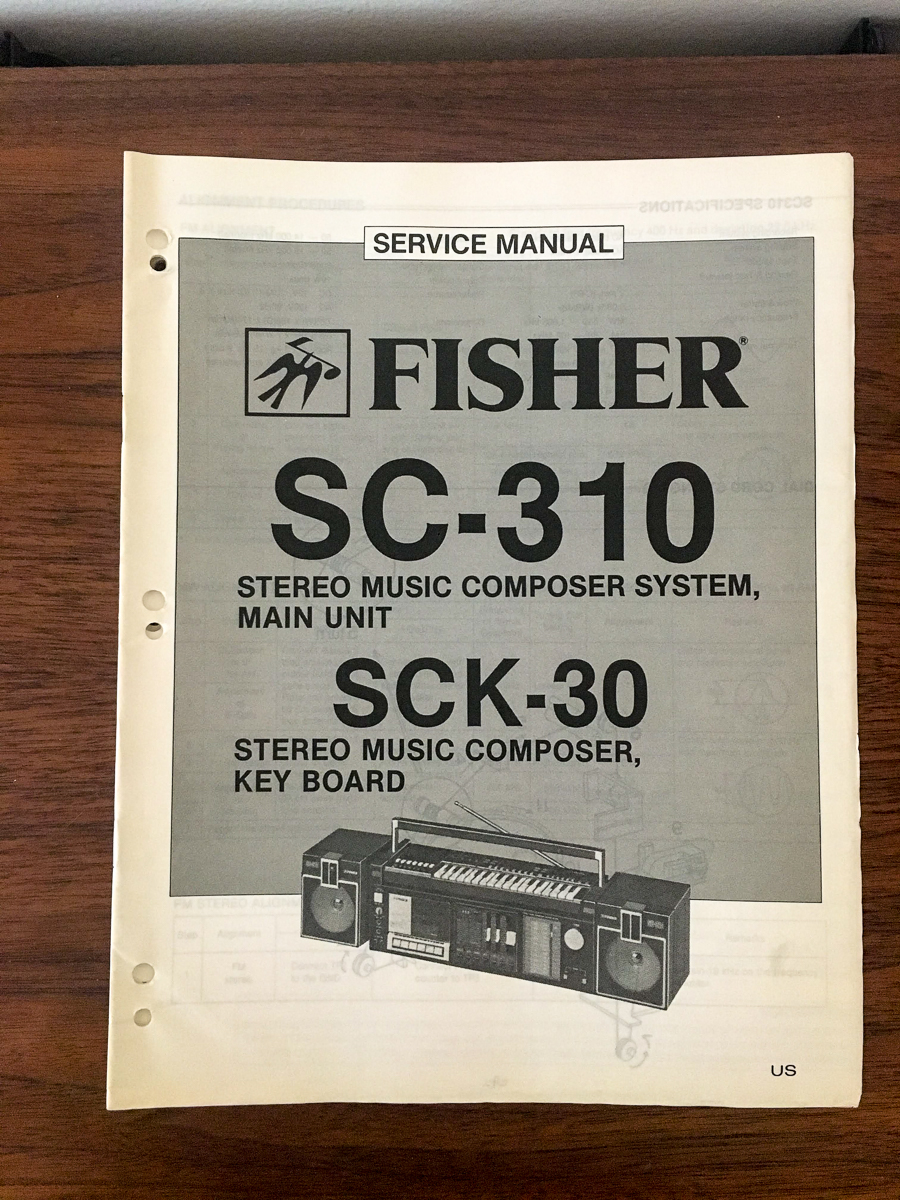 SERVICE MANUAL
FISHER®
SC-310
STEREO MUSIC COMPOSER SYSTEM,
MAIN UNIT
SCK-30
STEREO MUSIC COMPOSER,
KEY BOARD
US